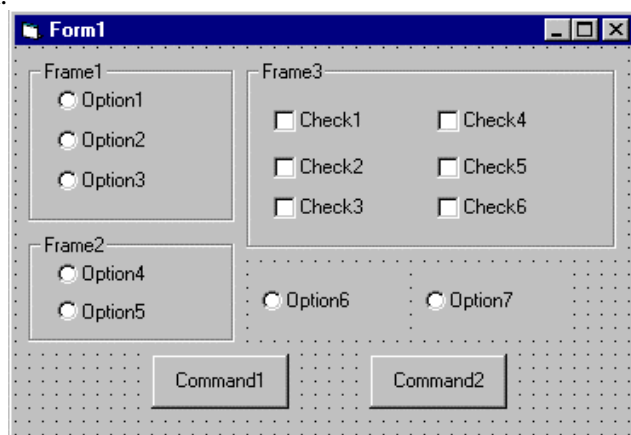 Form1
Frame1
Option1
Option2
Option3
Frame3
Check1 Check4
Check2 Check5
Check3 Check6
Frame2
Option4
Option5
Option6 Option7
Command1 Command2